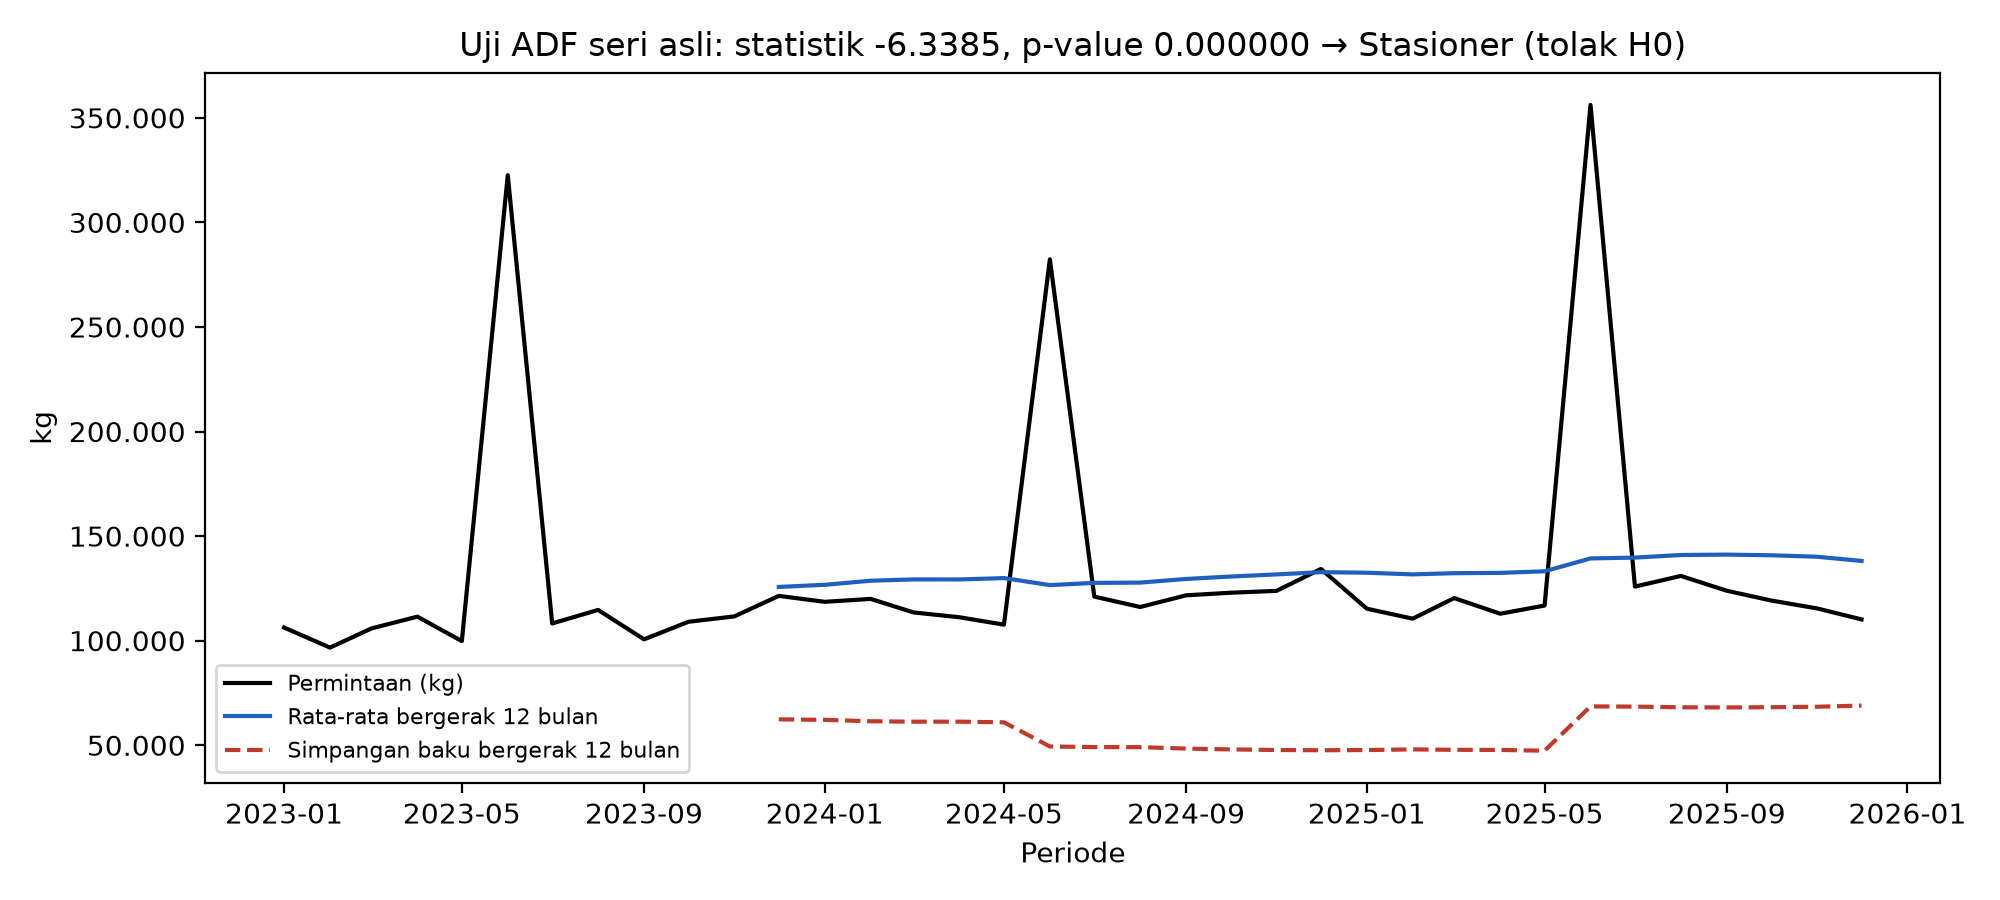 Uji ADF seri asli: statistik -6.3385, p-value 0.000000 → Stasioner (tolak H0)
350.000
300.000
250.000
200.000
150.000
100.000
50.000
kg
Permintaan (kg)
Rata-rata bergerak 12 bulan
Simpangan baku bergerak 12 bulan
2023-01 2023-05 2023-09 2024-01 2024-05 2024-09 2025-01 2025-05 2025-09 2026-01
Periode